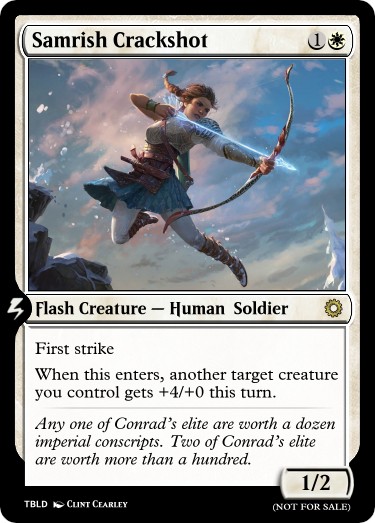 Samrish Crackshot
1
Flash Creature — Human Soldier
First strike
When this enters, another target creature
you control gets +4/+0 this turn.
Any one of Conrad's elite are worth a dozen
imperial conscripts. Two of Conrad's elite
are worth more than a hundred.
1/2
TBLD Clint Cearley
(NOT FOR SALE)